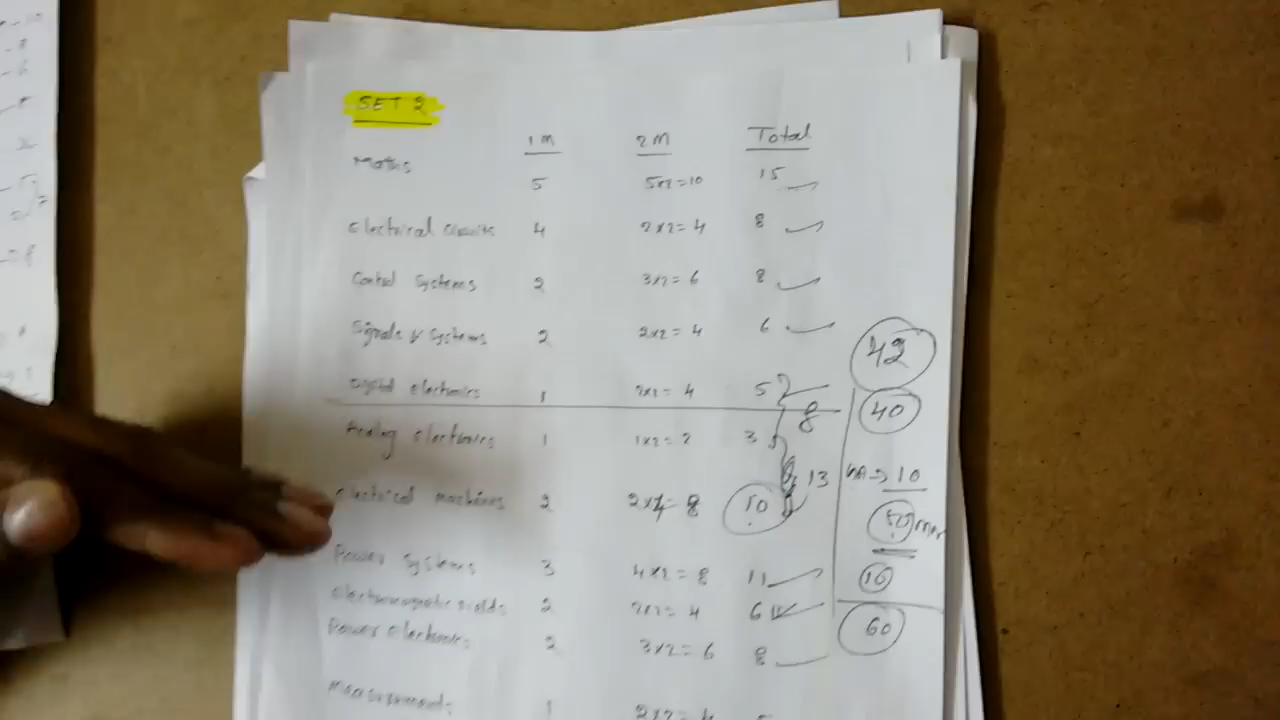 SET 2
1M 2M Total
Maths 5 5x2=10 15
Electrical circuits 4 2x2=4 8
Control Systems 2 3x2=6 8
Signals & Systems 2 2x2=4 6
Digital electronics 1 2x2=4 5
8
Analog electronics 1 1x2=2 3
13
Electrical machines 2 8 10
Power Systems 3 4x2=8 11
Electromagnetic fields 2 2x2=4 6
Power electronics 2 3x2=6 8
Measurements 1 2x2=4
42
40
10
10
60